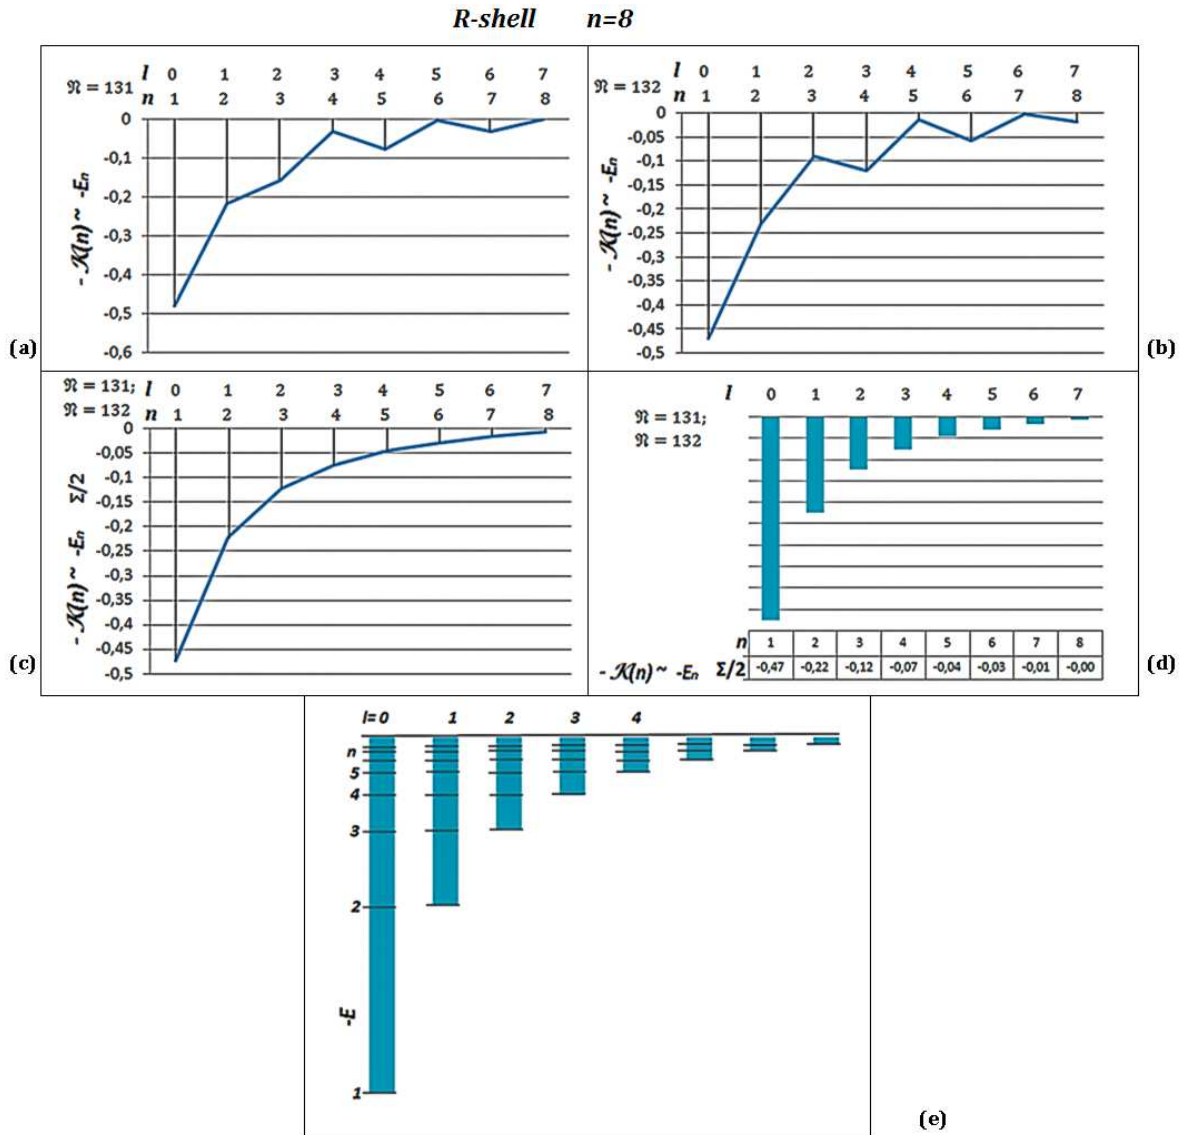 R-shell n=8
(a)
𝔑 = 131
l 0 1 2 3 4 5 6 7
n 1 2 3 4 5 6 7 8
- 𝒦(n) ~ -Eₙ
0
-0,1
-0,2
-0,3
-0,4
-0,5
-0,6
(b)
𝔑 = 132
l 0 1 2 3 4 5 6 7
n 1 2 3 4 5 6 7 8
- 𝒦(n) ~ -Eₙ
0
-0,05
-0,1
-0,15
-0,2
-0,25
-0,3
-0,35
-0,4
-0,45
-0,5
(c)
𝔑 = 131;
𝔑 = 132
l 0 1 2 3 4 5 6 7
n 1 2 3 4 5 6 7 8
- 𝒦(n) ~ -Eₙ Σ/2
0
-0,05
-0,1
-0,15
-0,2
-0,25
-0,3
-0,35
-0,4
-0,45
-0,5
(d)
l 0 1 2 3 4 5 6 7
𝔑 = 131;
𝔑 = 132
n 1 2 3 4 5 6 7 8
- 𝒦(n) ~ -Eₙ Σ/2 -0,47 -0,22 -0,12 -0,07 -0,04 -0,03 -0,01 -0,00
l= 0 1 2 3 4
n
5
4
3
2
-E
1
(e)